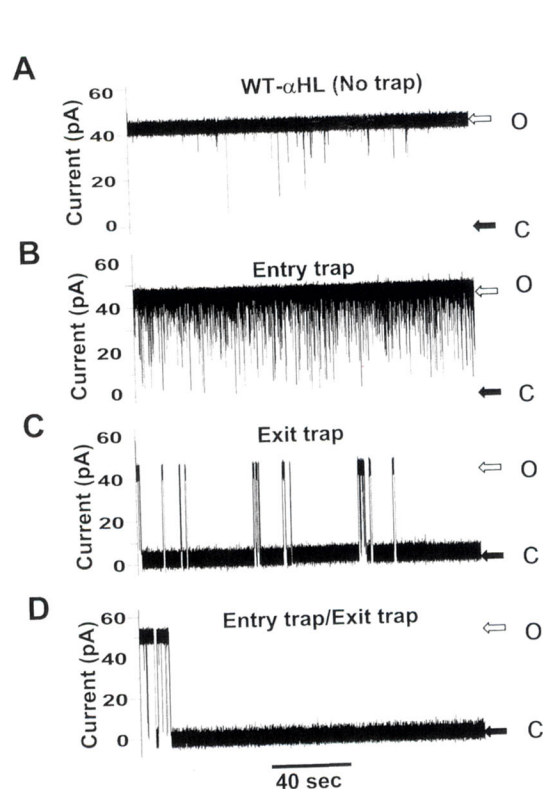 A
WT-αHL (No trap)
Current (pA)
60
40
20
0
O
C
B
Entry trap
Current (pA)
60
40
20
0
O
C
C
Exit trap
Current (pA)
60
40
20
0
O
C
D
Entry trap/Exit trap
Current (pA)
60
40
20
0
O
C
40 sec